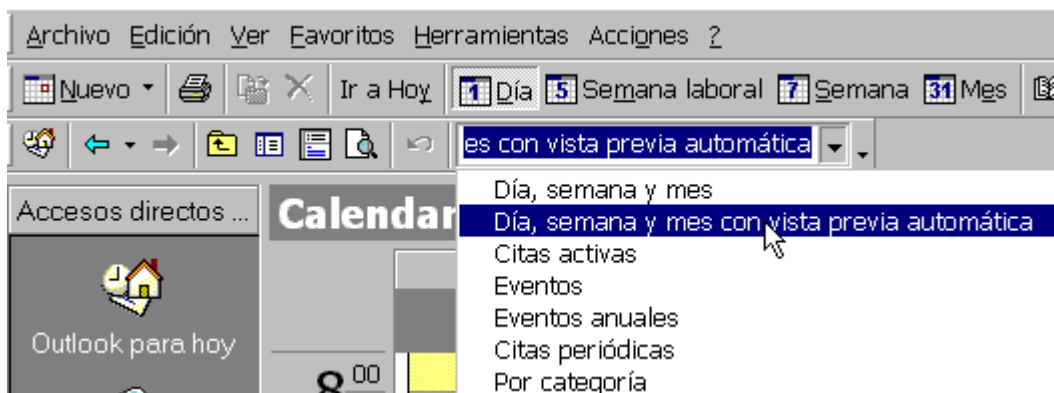 Archivo Edición Ver Favoritos Herramientas Acciones ?
Nuevo Ir a Hoy 1 Día 5 Semana laboral 7 Semana 31 Mes
es con vista previa automática
Día, semana y mes
Accesos directos ... Calendar
Día, semana y mes con vista previa automática
Citas activas
Eventos
Eventos anuales
Outlook para hoy
Citas periódicas
8 00
Por categoría